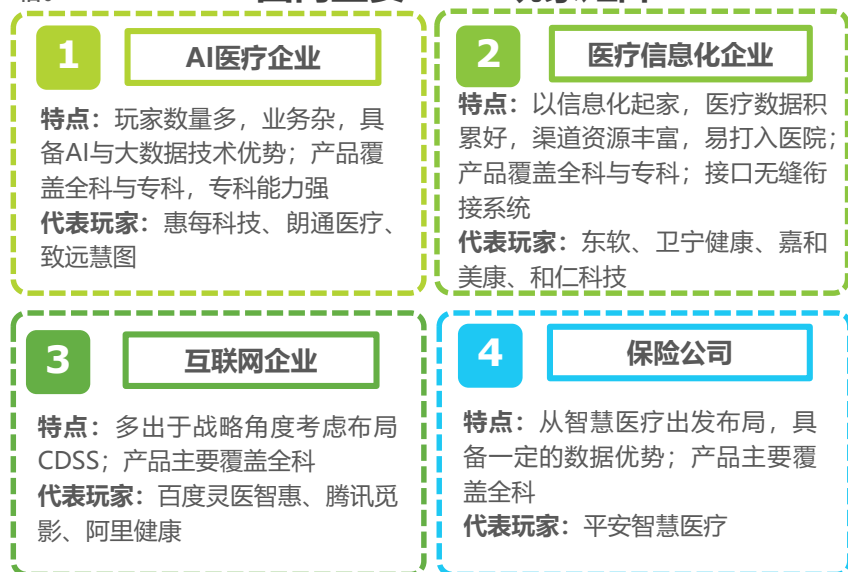 1
AI医疗企业
特点：玩家数量多，业务杂，具
备AI与大数据技术优势；产品覆
盖全科与专科，专科能力强
代表玩家：惠每科技、朗通医疗、
致远慧图
2
医疗信息化企业
特点：以信息化起家，医疗数据积
累好，渠道资源丰富，易打入医院；
产品覆盖全科与专科；接口无缝衔
接系统
代表玩家：东软、卫宁健康、嘉和
美康、和仁科技
3
互联网企业
特点：多出于战略角度考虑布局
CDSS；产品主要覆盖全科
代表玩家：百度灵医智惠、腾讯觅
影、阿里健康
4
保险公司
特点：从智慧医疗出发布局，具
备一定的数据优势；产品主要覆
盖全科
代表玩家：平安智慧医疗